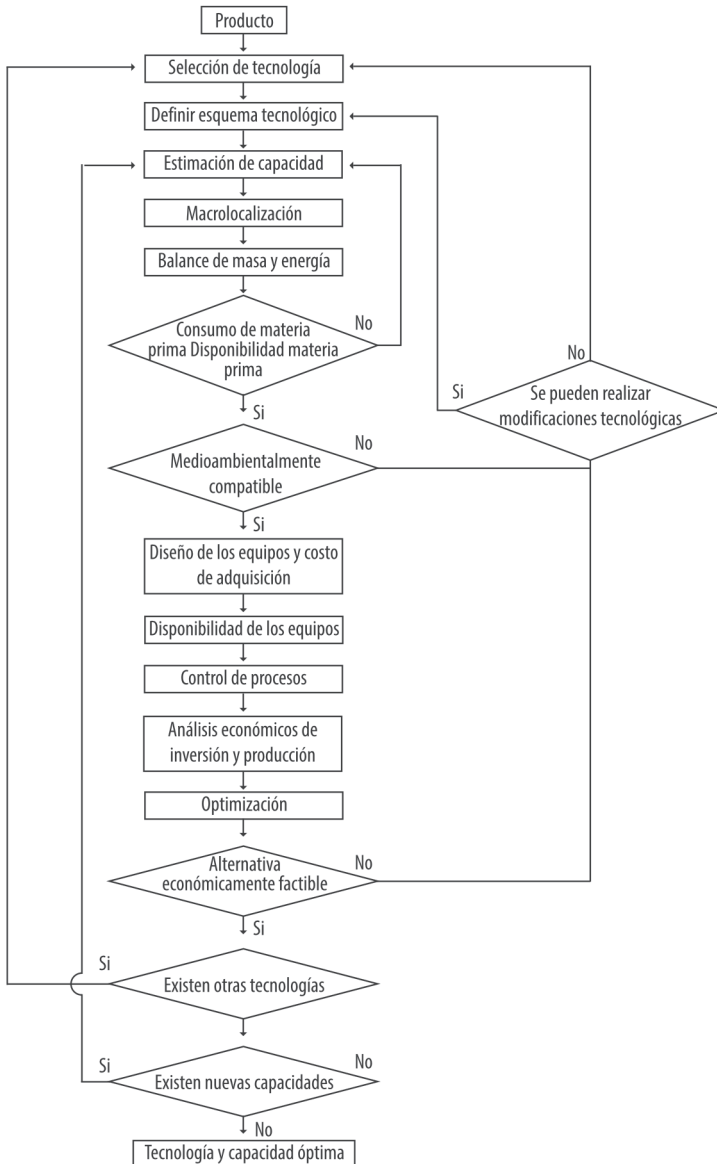 Producto
Selección de tecnología
Definir esquema tecnológico
Estimación de capacidad
Macrolocalización
Balance de masa y energía
Consumo de materia
prima Disponibilidad materia
prima
No
Si
No
Si
Se pueden realizar
modificaciones tecnológicas
Medioambientalmente
compatible
No
Si
Diseño de los equipos y costo
de adquisición
Disponibilidad de los equipos
Control de procesos
Análisis económicos de
inversión y producción
Optimización
Alternativa
económicamente factible
No
Si
Si
Existen otras tecnologías
Si
Existen nuevas capacidades
No
No
Tecnología y capacidad óptima